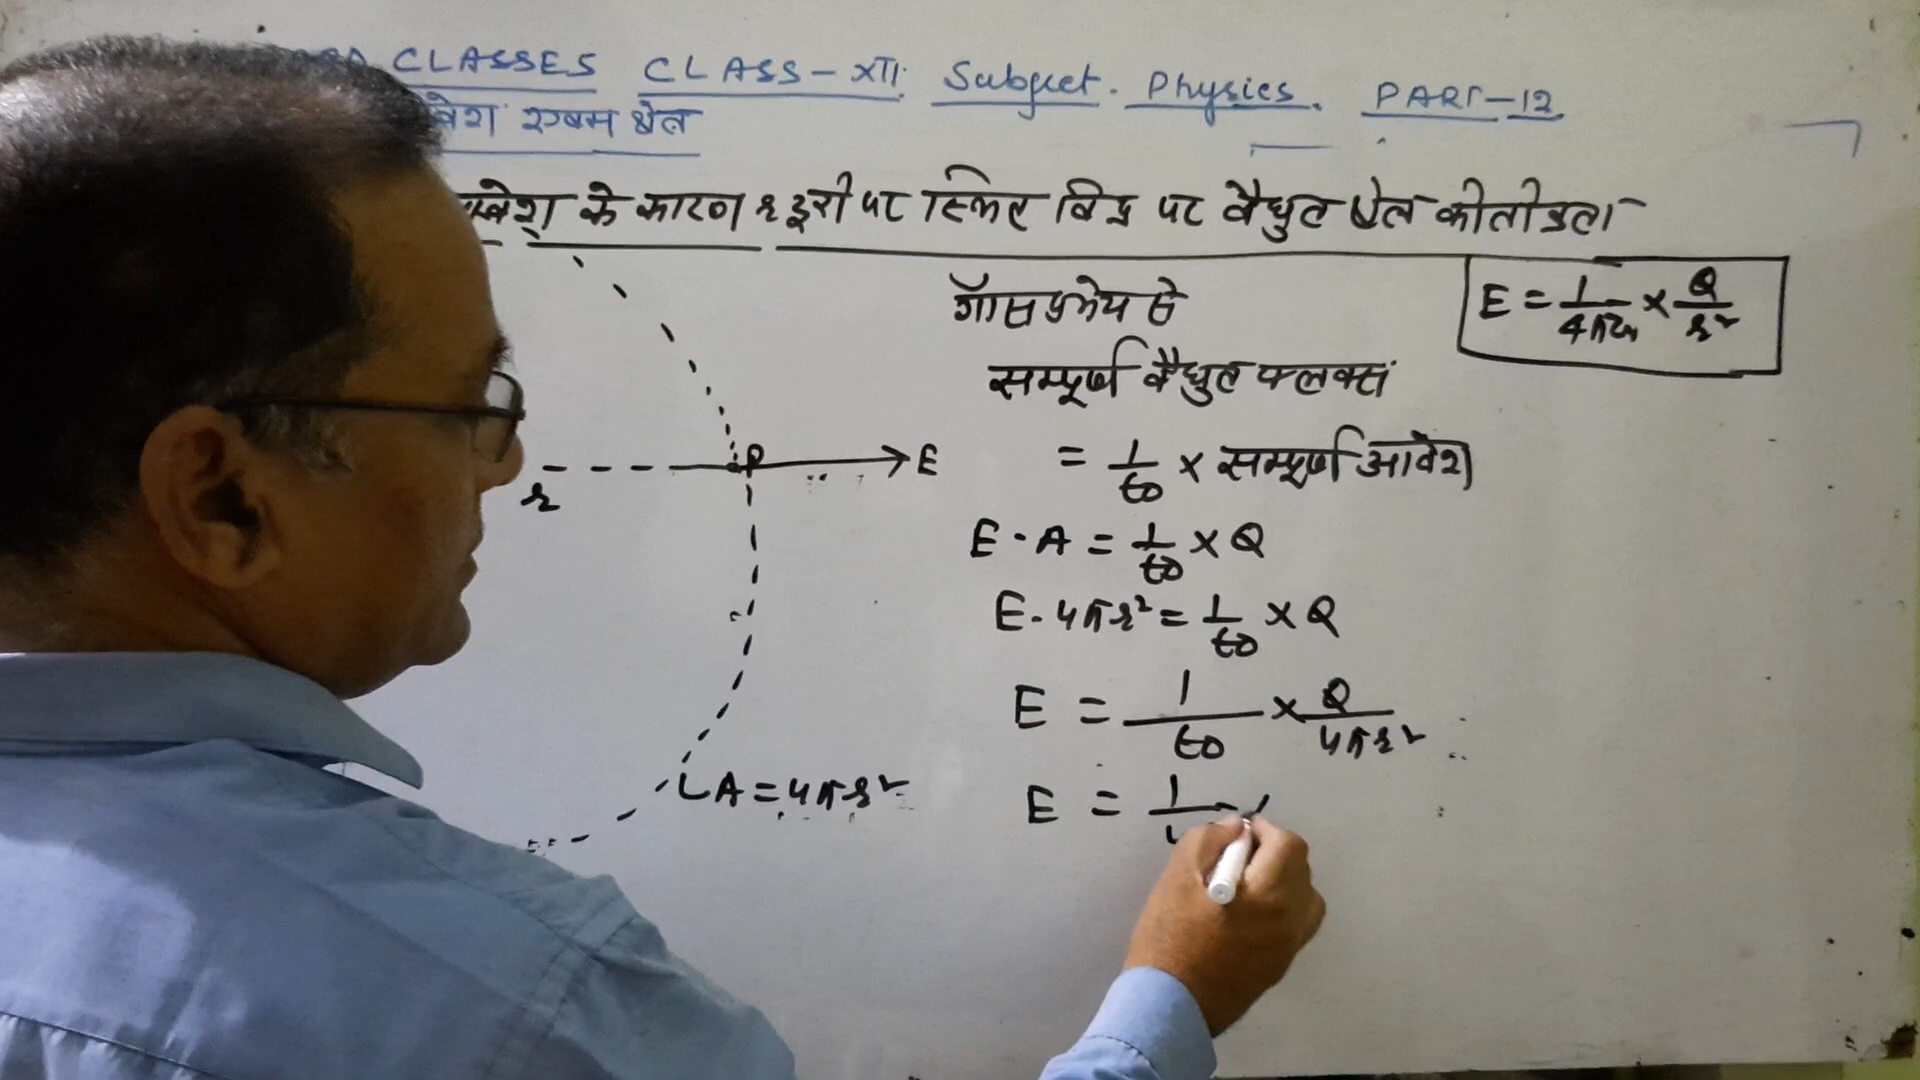 CLASSES CLASS-XII. Subject. Physics. PART-12
के कारण r दूरी पर स्थित बिन्दु पर वैद्युत क्षेत्र की तीव्रता
गॉस प्रमेय से
E = 1/4πε₀ × Q/r²
सम्पूर्ण वैद्युत फ्लक्स
= 1/ε₀ × सम्पूर्ण आवेश
P E
r
E·A = 1/ε₀ × Q
E·4πr² = 1/ε₀ × Q
E = 1/ε₀ × Q/4πr²
A = 4πr²
E = 1/